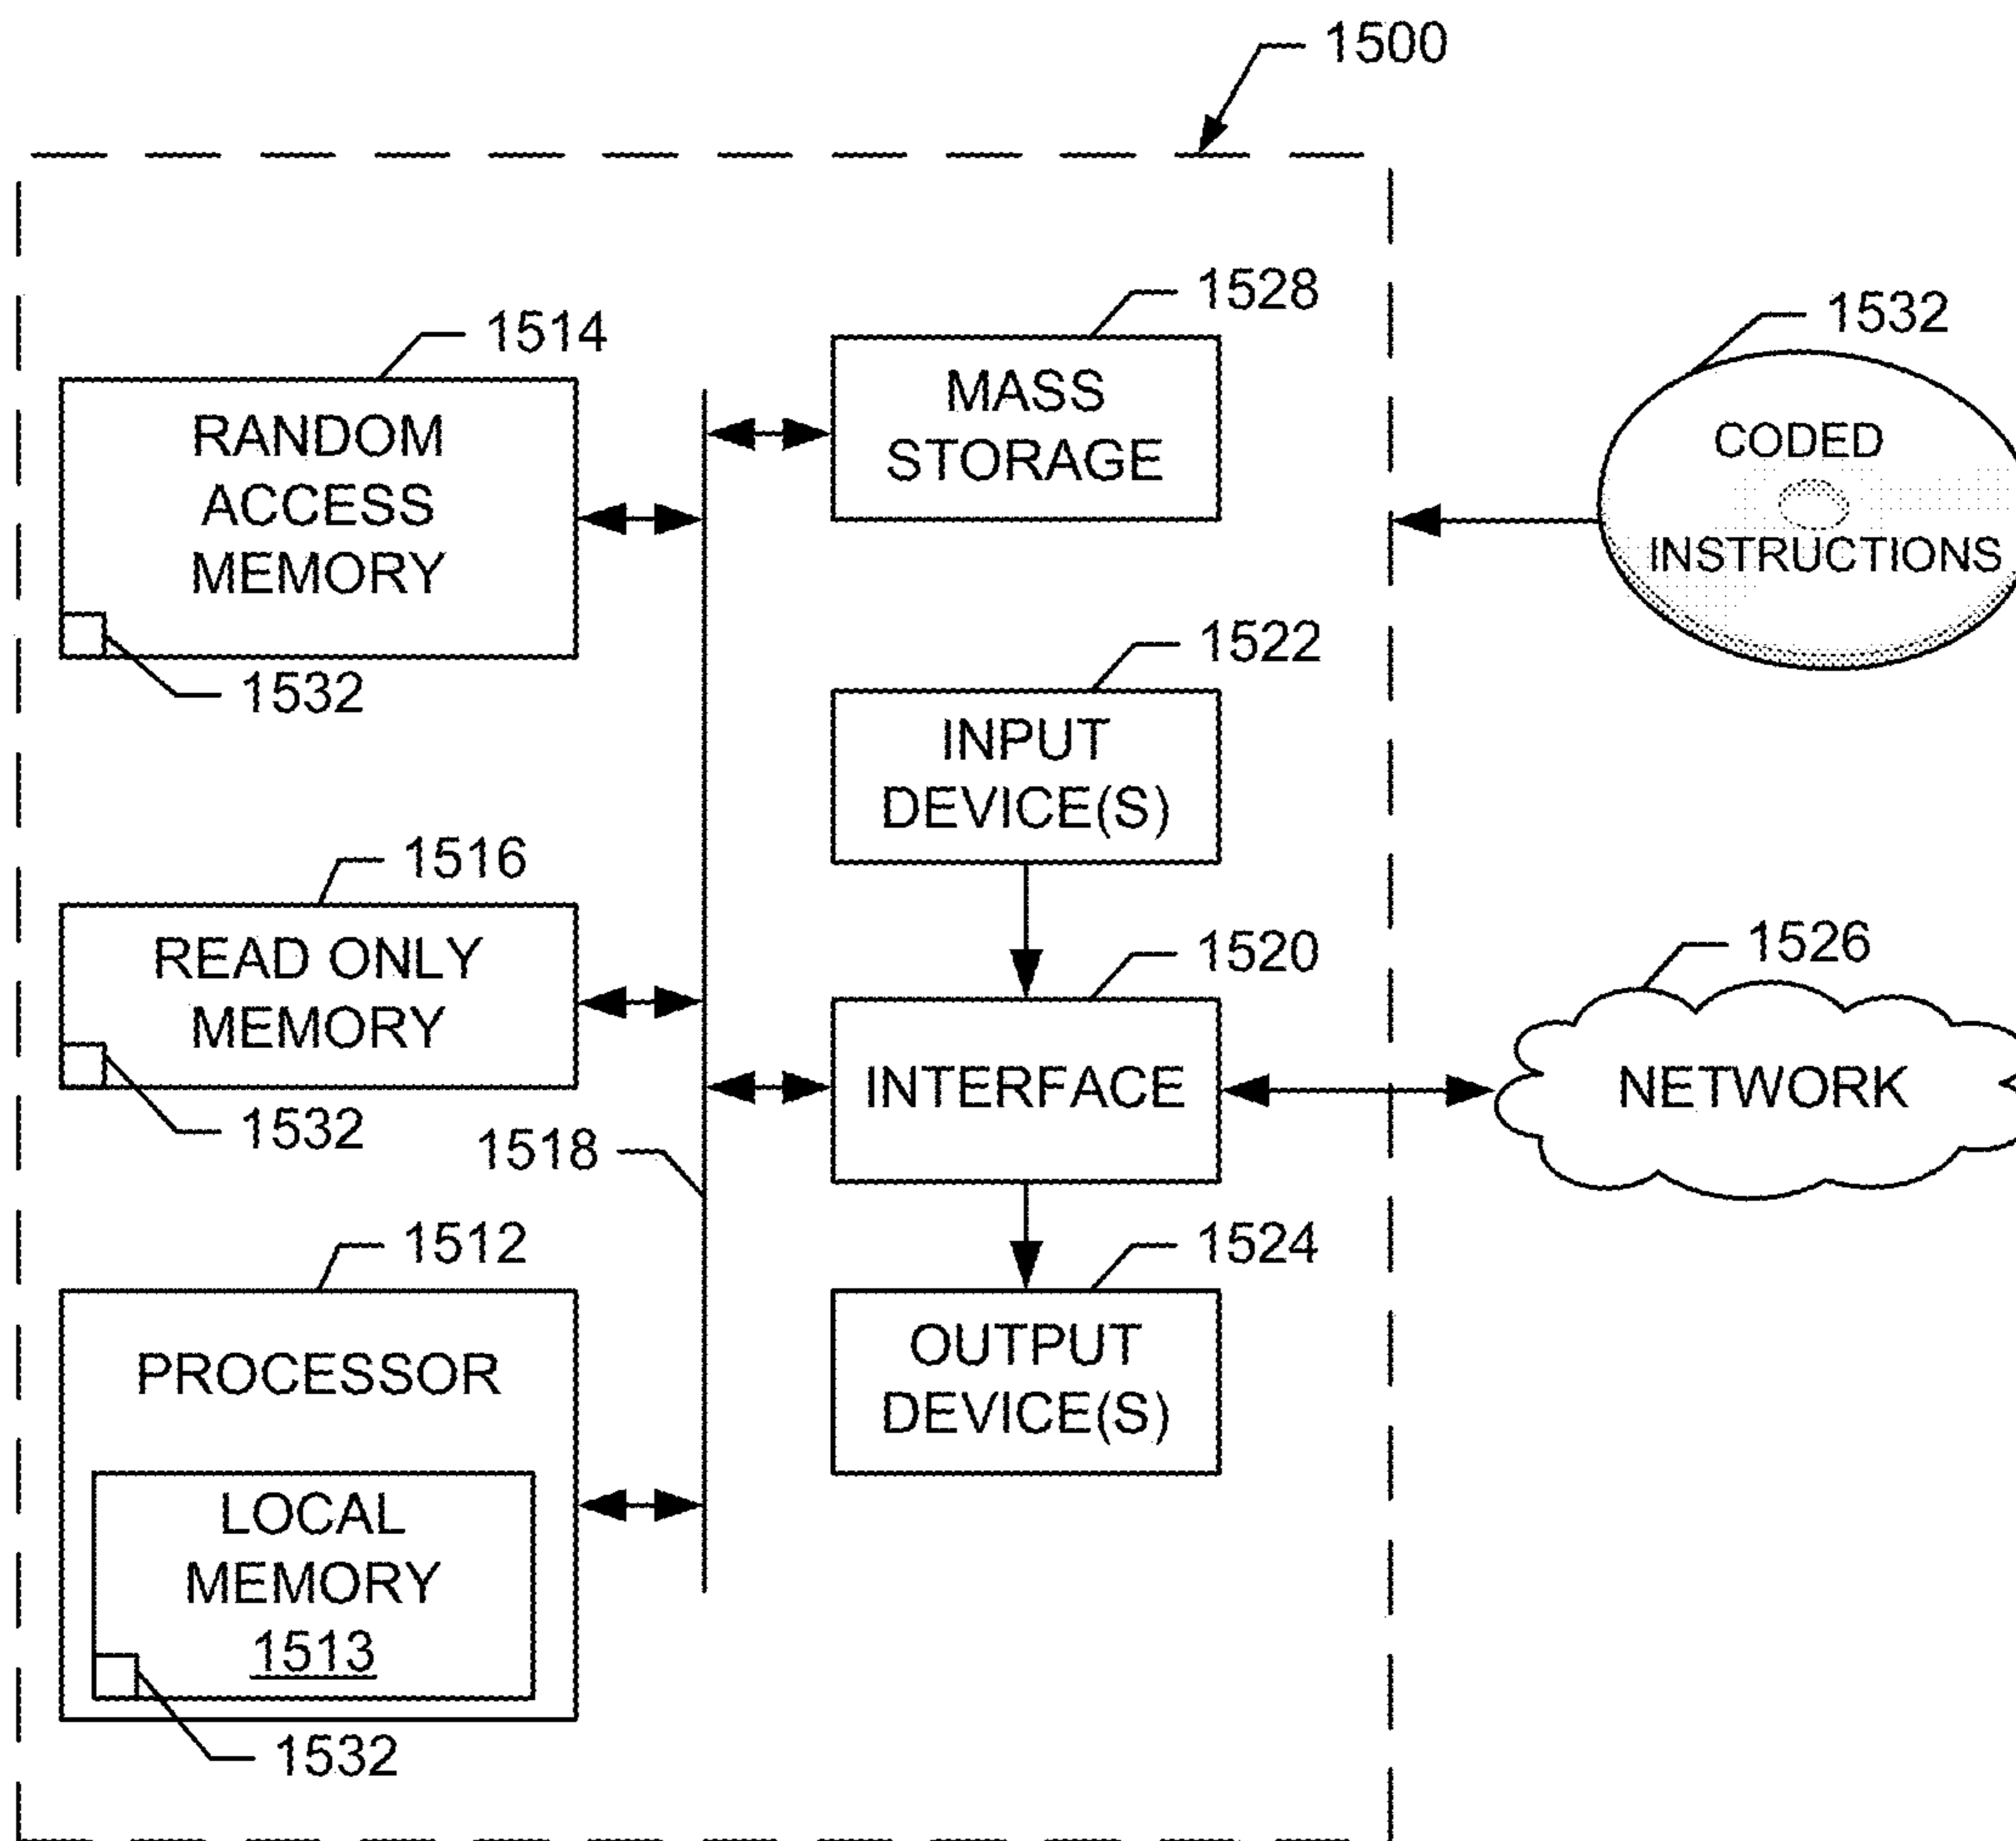 1500
1528
MASS
STORAGE
1514
RANDOM
ACCESS
MEMORY
1532
1532
CODED
INSTRUCTIONS
1522
INPUT
DEVICE(S)
1516
READ ONLY
MEMORY
1532
1520
INTERFACE
1526
NETWORK
1518
1512
PROCESSOR
LOCAL
MEMORY
1513
1532
1524
OUTPUT
DEVICE(S)